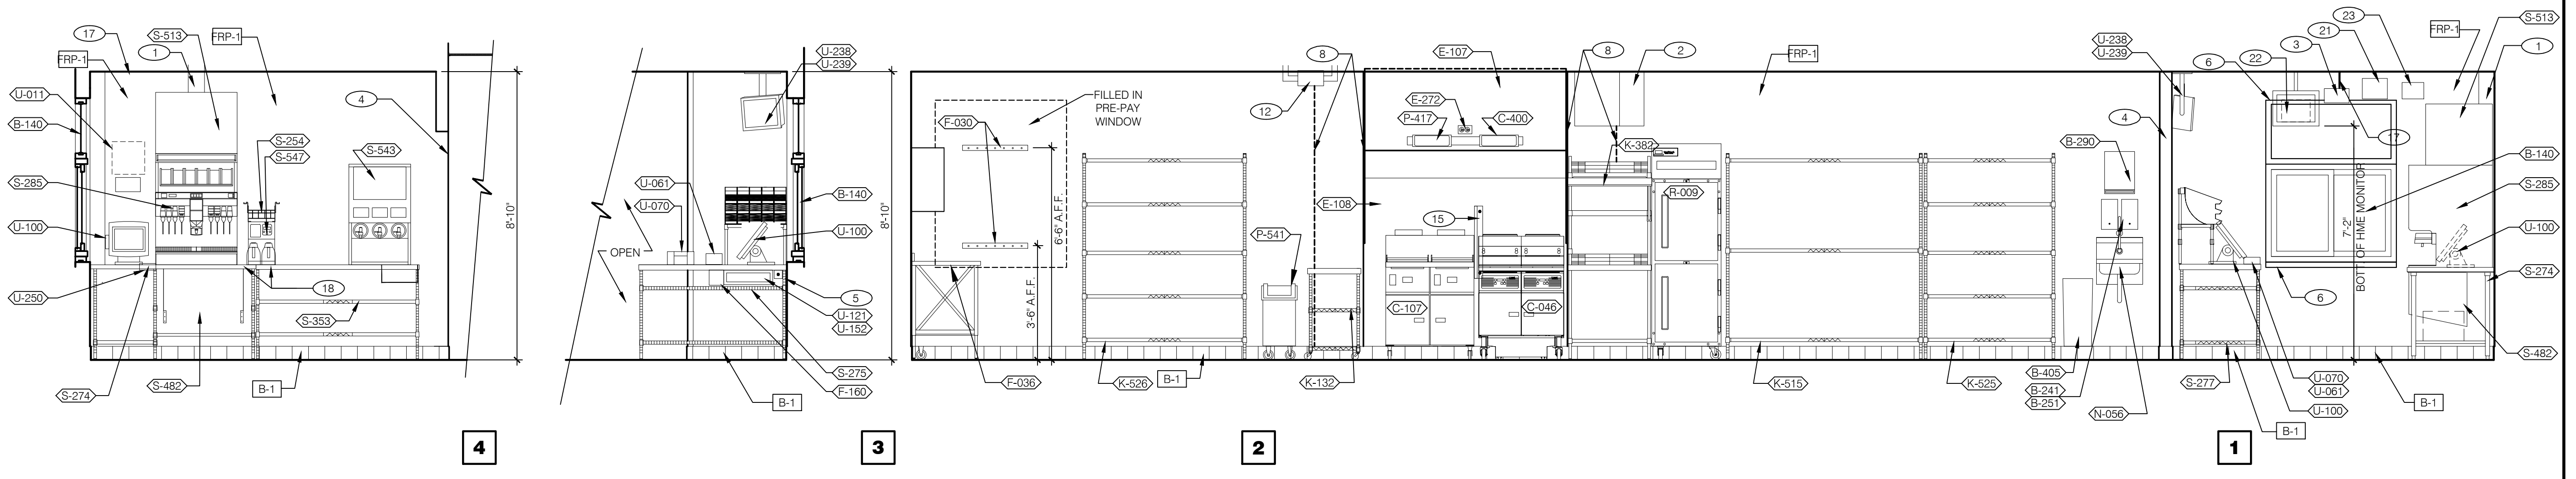 17
S-513
FRP-1
1
FRP-1
U-011
4
B-140
S-254
S-547
S-543
S-285
U-100
U-250
18
S-353
S-274
S-482
B-1
8'-10"
4
U-238
U-239
U-061
U-070
B-140
U-100
OPEN
5
U-121
U-152
S-275
F-160
B-1
8'-10"
3
FILLED IN
PRE-PAY
WINDOW
F-030
6'-6" A.F.F.
3'-6" A.F.F.
F-036
K-526
B-1
8
12
P-541
K-132
E-107
E-272
P-417
C-400
E-108
15
C-107
C-046
8
2
K-382
R-009
FRP-1
K-515
K-525
2
U-238
U-239
4
B-290
B-405
B-241
B-251
N-056
6
22
3
21
23
FRP-1
S-513
1
17
B-140
S-285
7'-2"
BOTT OF HME MONITOR
U-100
S-274
6
S-482
S-277
U-070
U-061
U-100
B-1
B-1
1